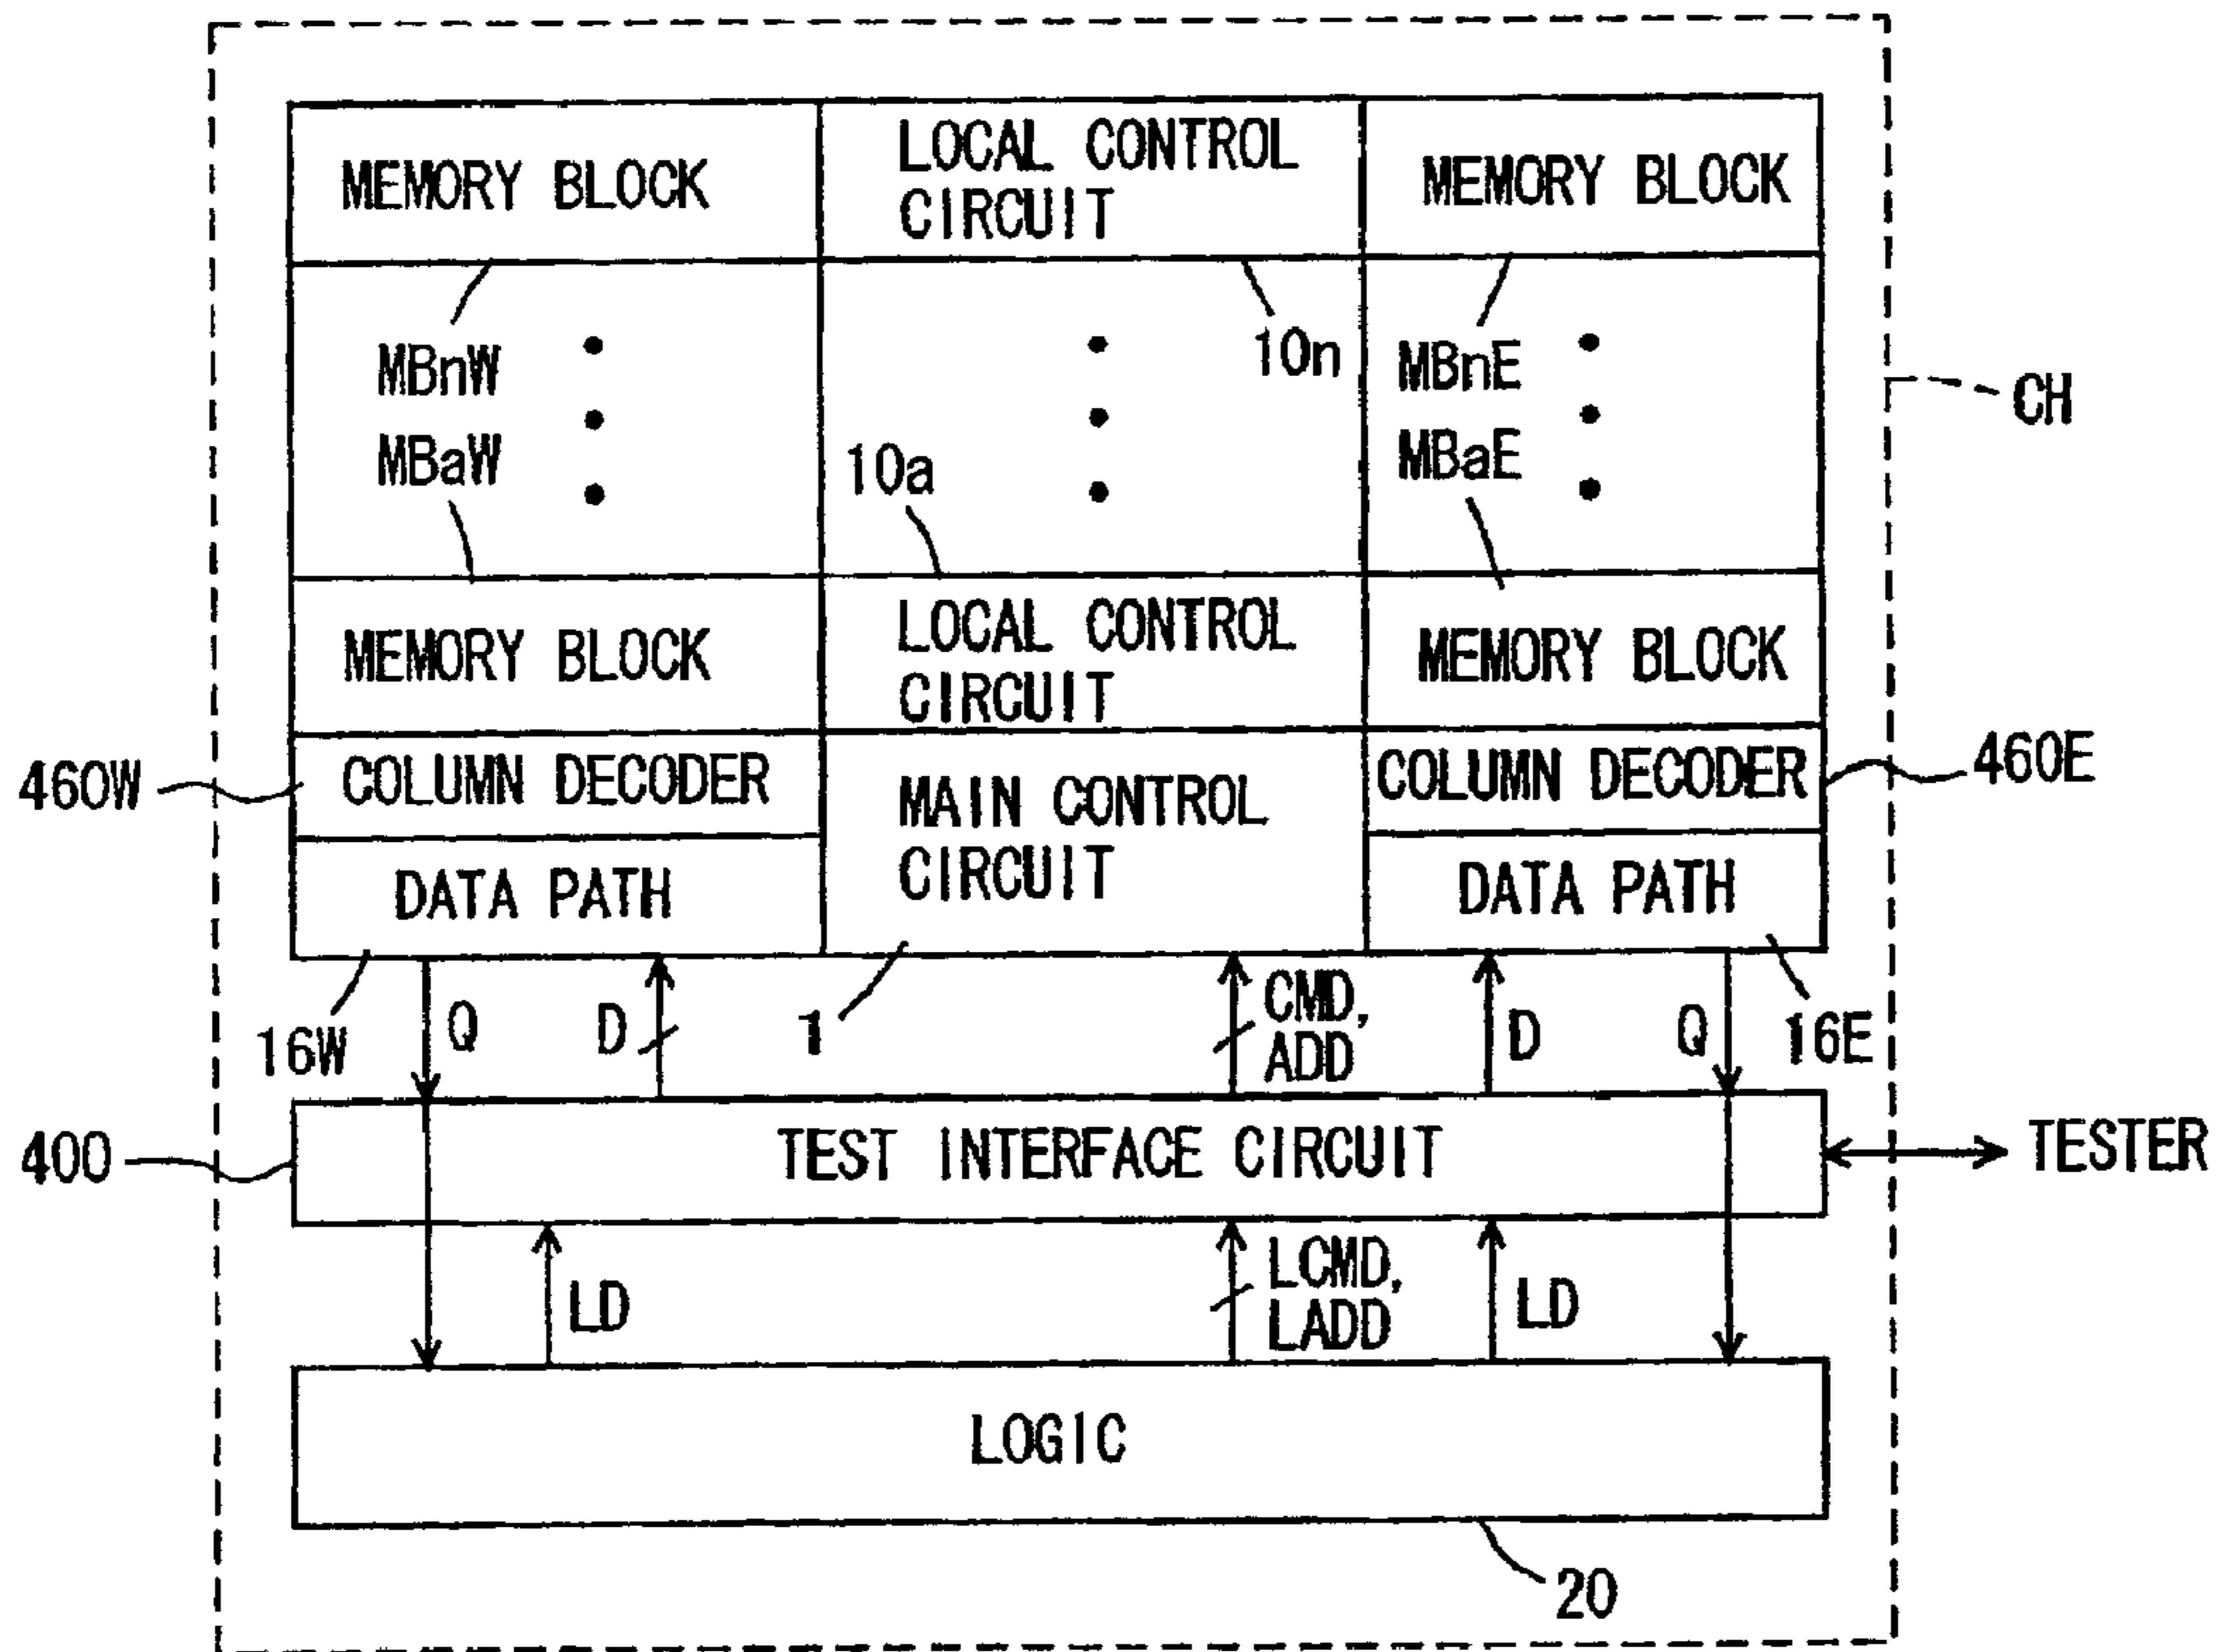 MEMORY BLOCK
LOCAL CONTROL
CIRCUIT
MEMORY BLOCK
MBnW
10n
MBnE
CH
MBaW
10a
MBaE
MEMORY BLOCK
LOCAL CONTROL
CIRCUIT
MEMORY BLOCK
460W
COLUMN DECODER
MAIN CONTROL
CIRCUIT
COLUMN DECODER
460E
DATA PATH
DATA PATH
16W
Q
D
1
CMD,
ADD
D
Q
16E
400
TEST INTERFACE CIRCUIT
TESTER
LD
LCMD,
LADD
LD
LOGIC
20